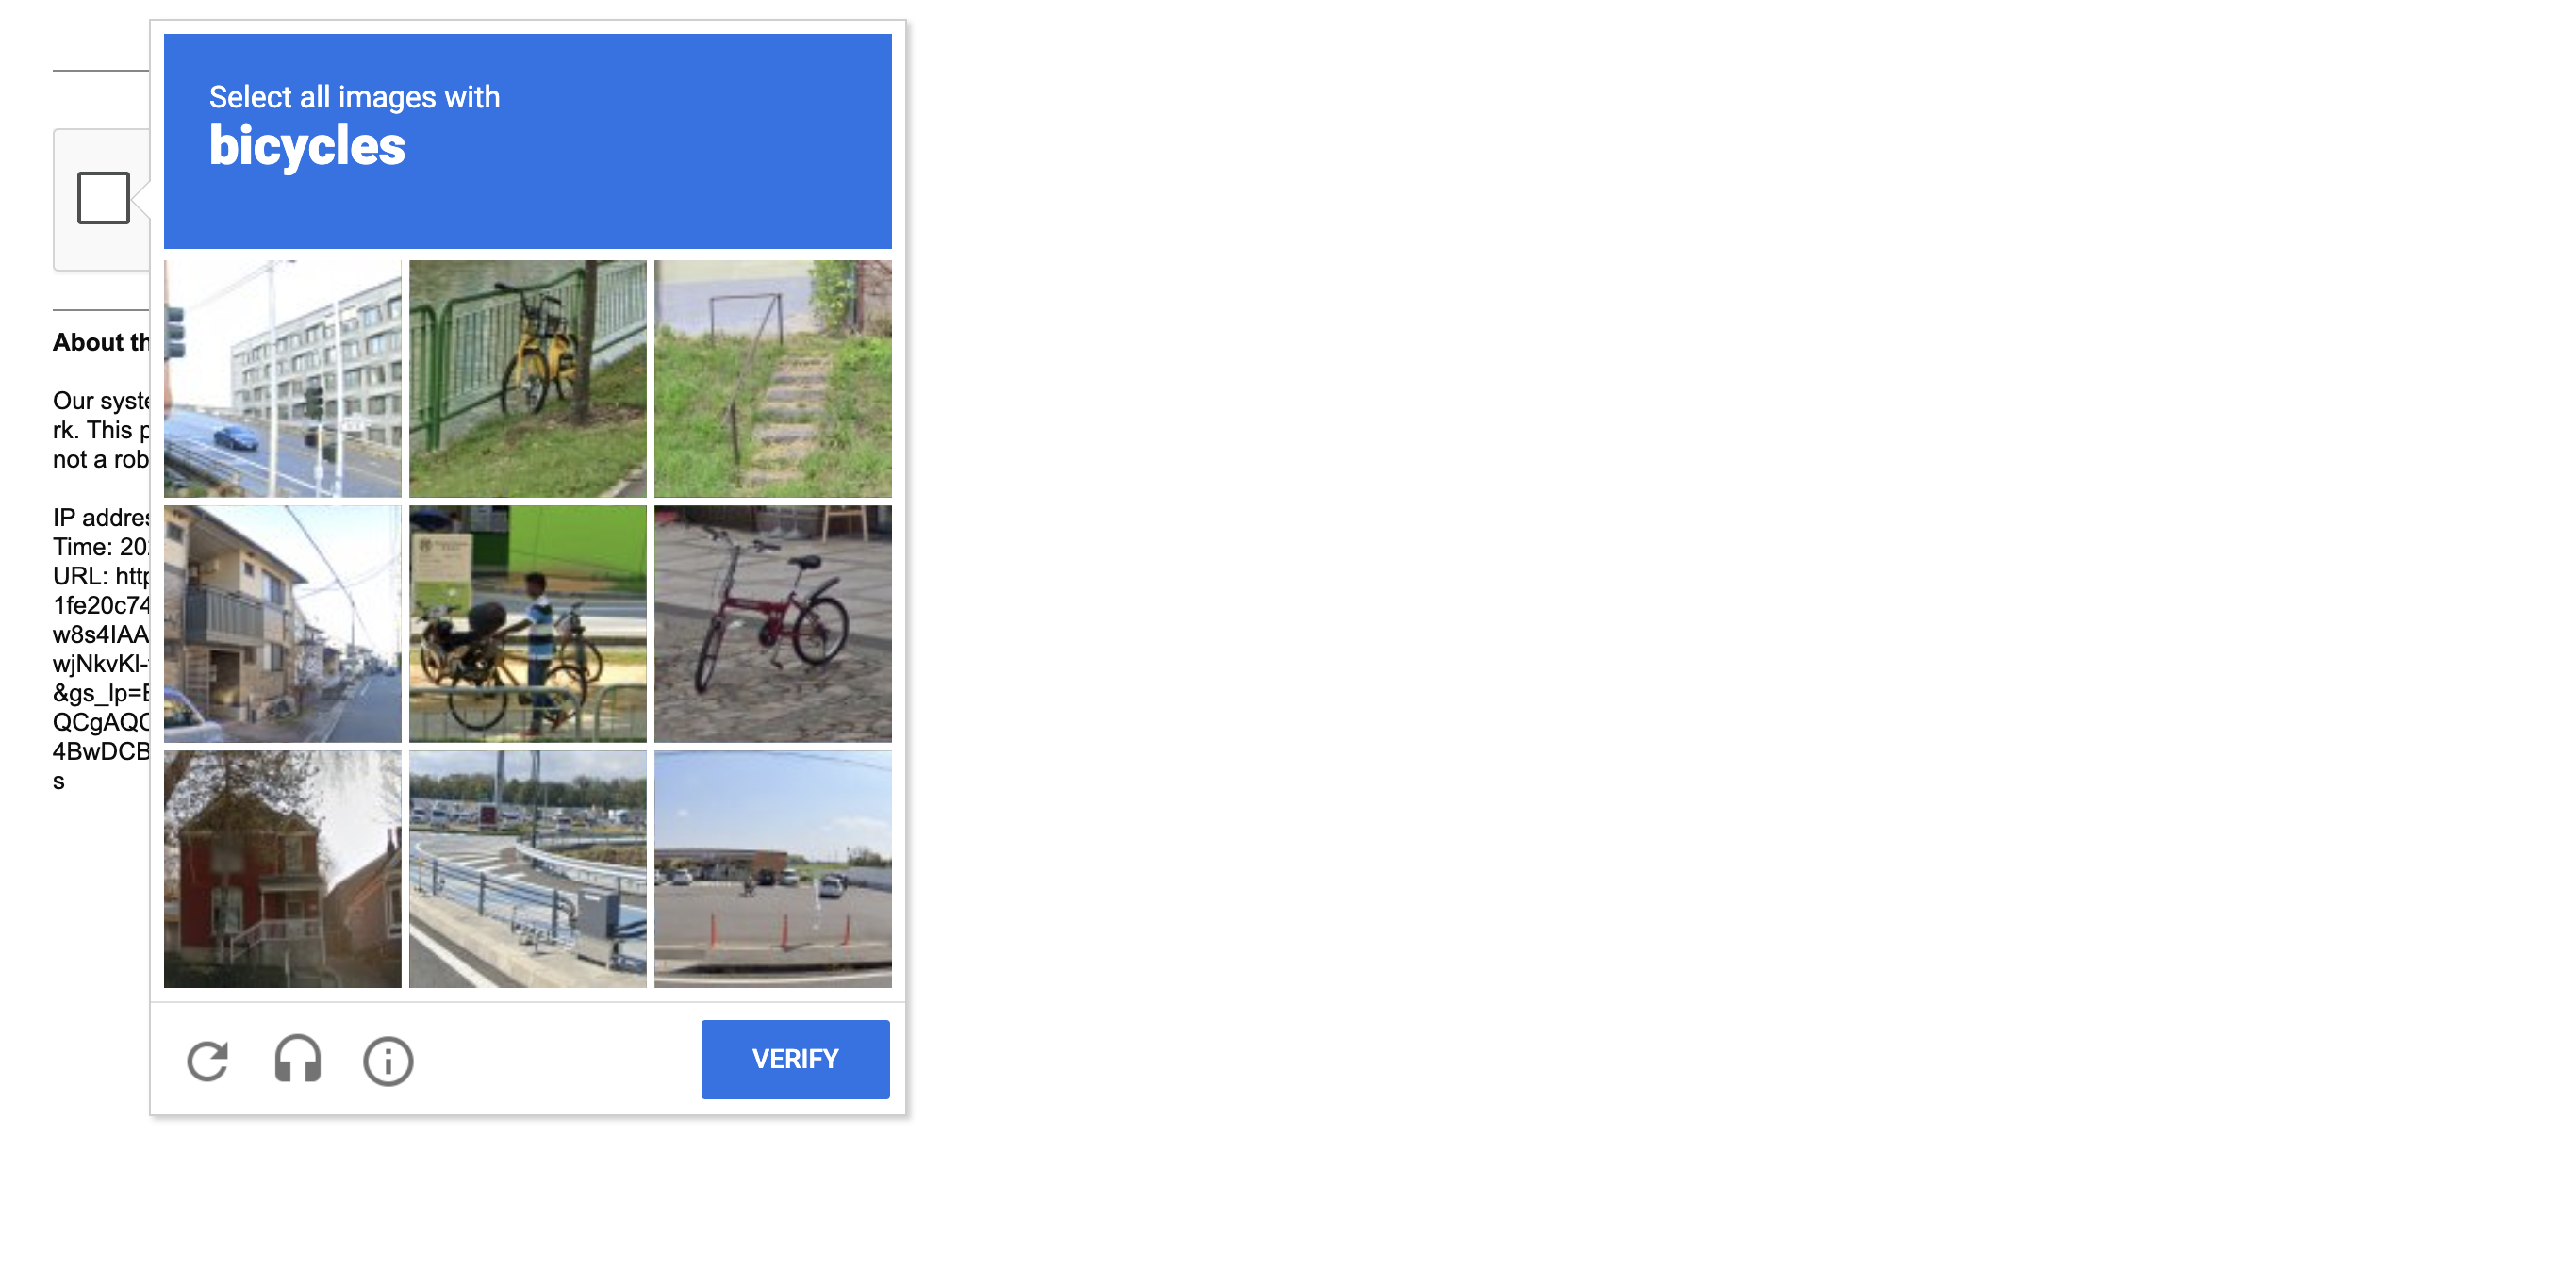 Select all images with
bicycles
About th
Our syste
rk. This p
not a rob
IP addres
Time: 20
URL: http
1fe20c74
w8s4IAA
wjNkvKl-
&gs_lp=E
QCgAQC
4BwDCB
s
VERIFY